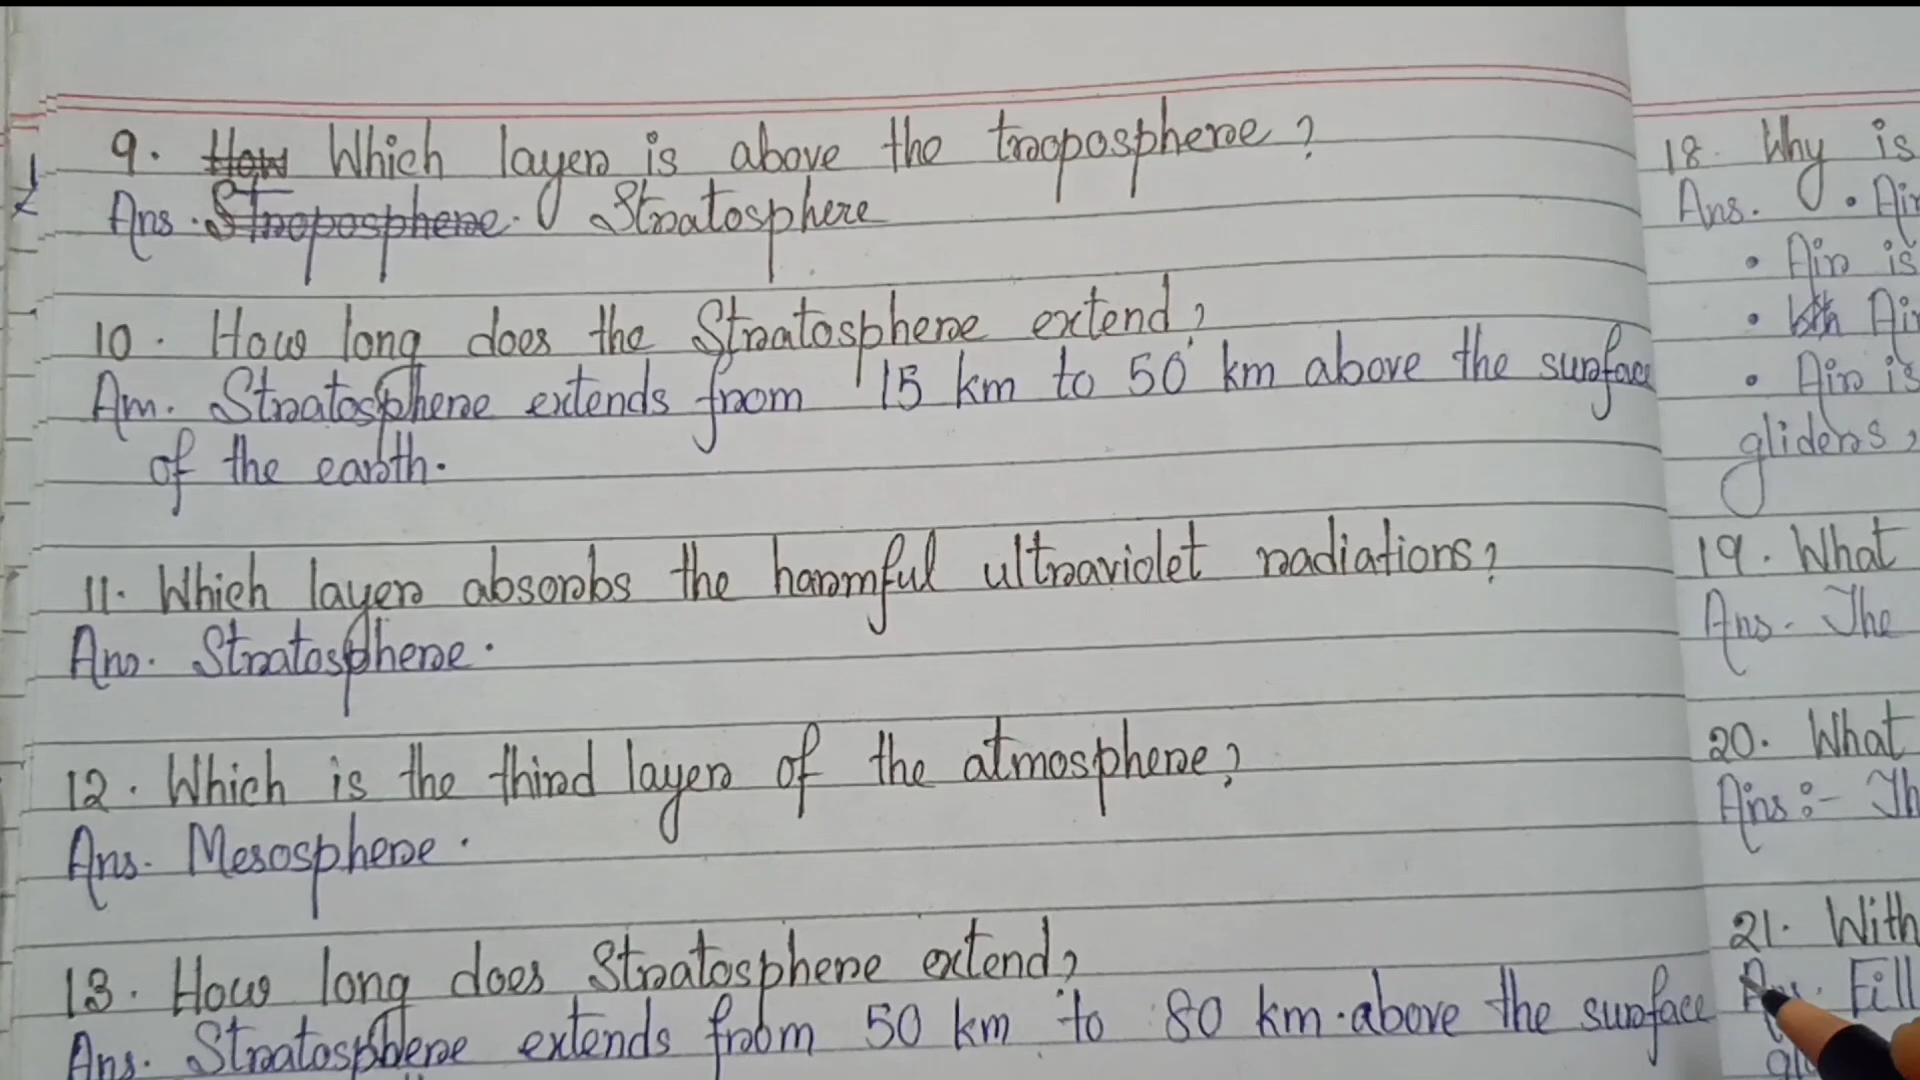 9. How Which layer is above the troposphere?
Ans. Stroposphere. Stratosphere
10. How long does the Stratosphere extend?
Ans. Stratosphere extends from 15 km to 50 km above the surface
of the earth.
11. Which layer absorbs the harmful ultraviolet radiations?
Ans. Stratosphere.
12. Which is the third layer of the atmosphere?
Ans. Mesosphere.
13. How long does Stratosphere extend?
Ans. Stratosphere extends from 50 km to 80 km. above the surface
18. Why is
Ans. • Air
• Air is
• Air
• Air is
gliders,
19. What
Ans. The
20. What
Ans:- Th
21. With
Ans. Fill